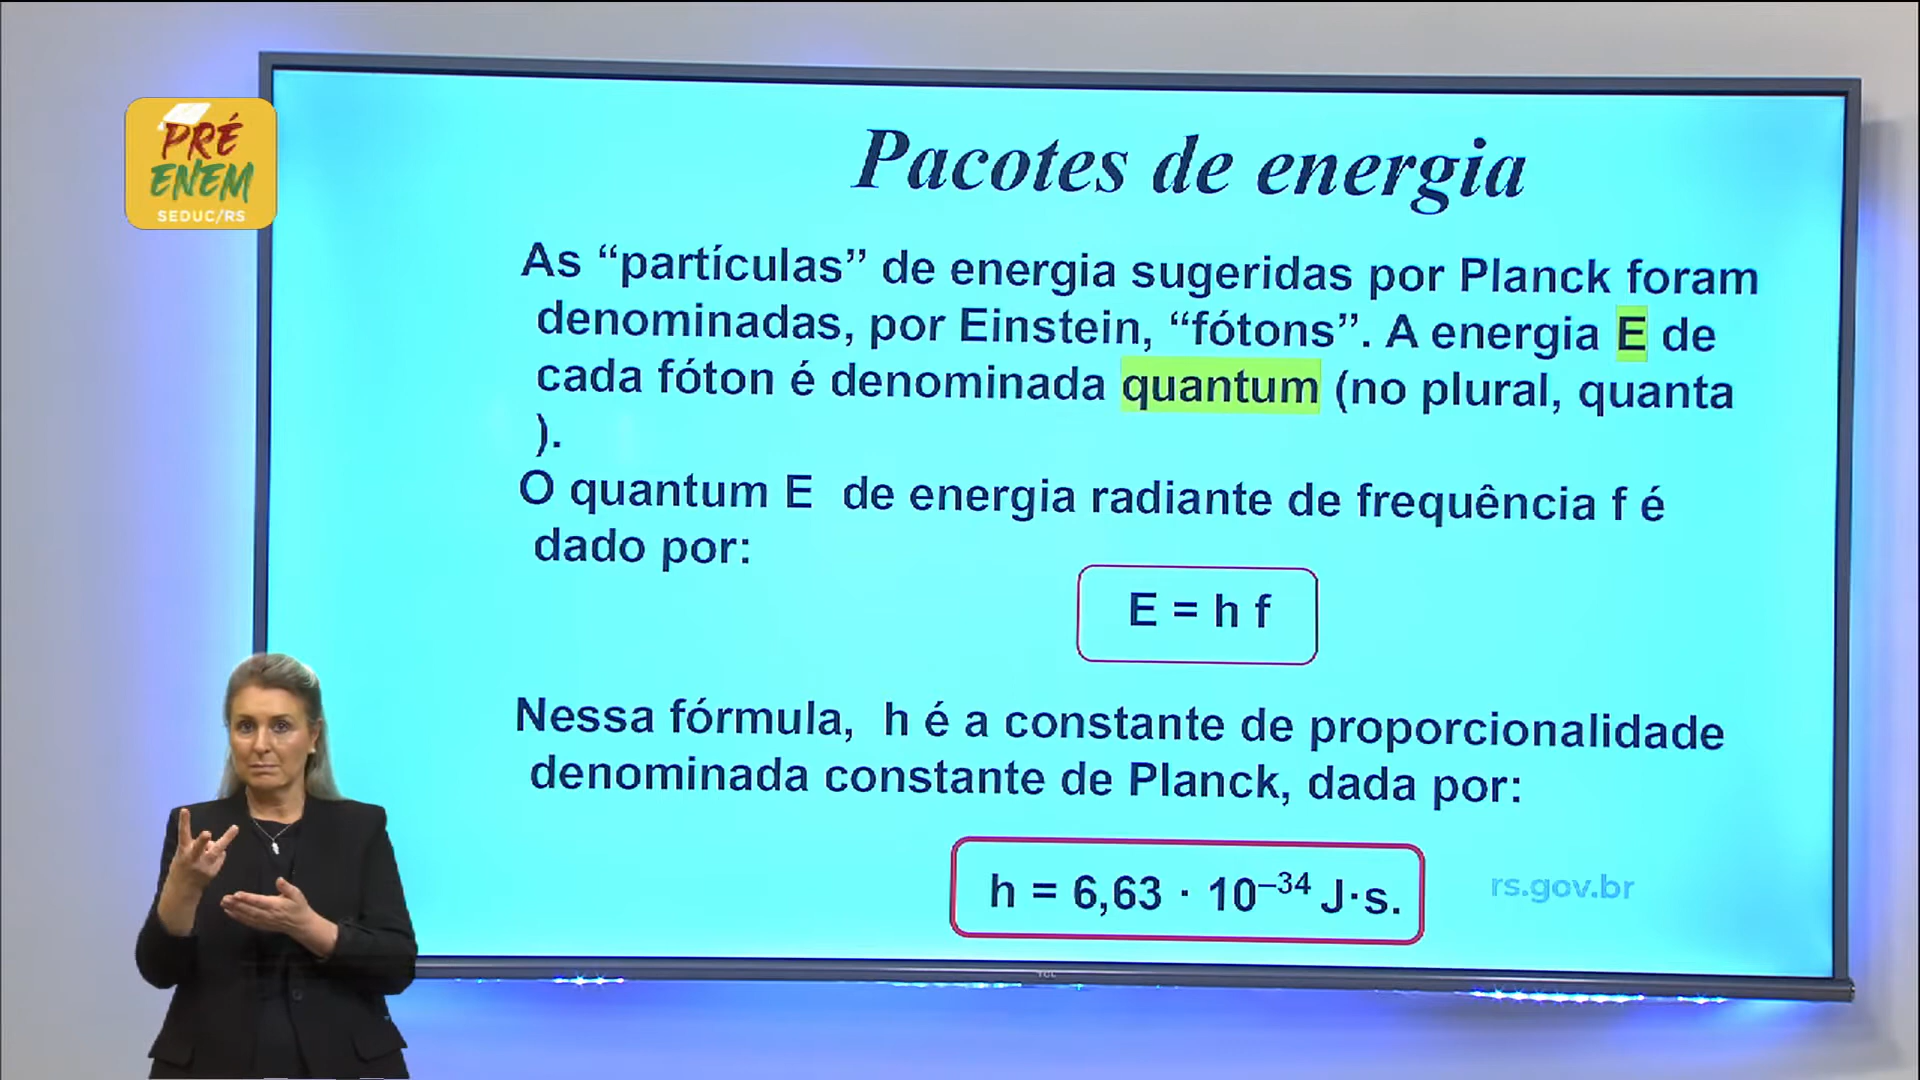 PRÉ
ENEM
SEDUC/RS
Pacotes de energia
As “partículas” de energia sugeridas por Planck foram
denominadas, por Einstein, “fótons”. A energia E de
cada fóton é denominada quantum (no plural, quanta
).
O quantum E de energia radiante de frequência f é
dado por:
E = h f
Nessa fórmula, h é a constante de proporcionalidade
denominada constante de Planck, dada por:
h = 6,63 · 10⁻³⁴ J·s.
rs.gov.br
TCL